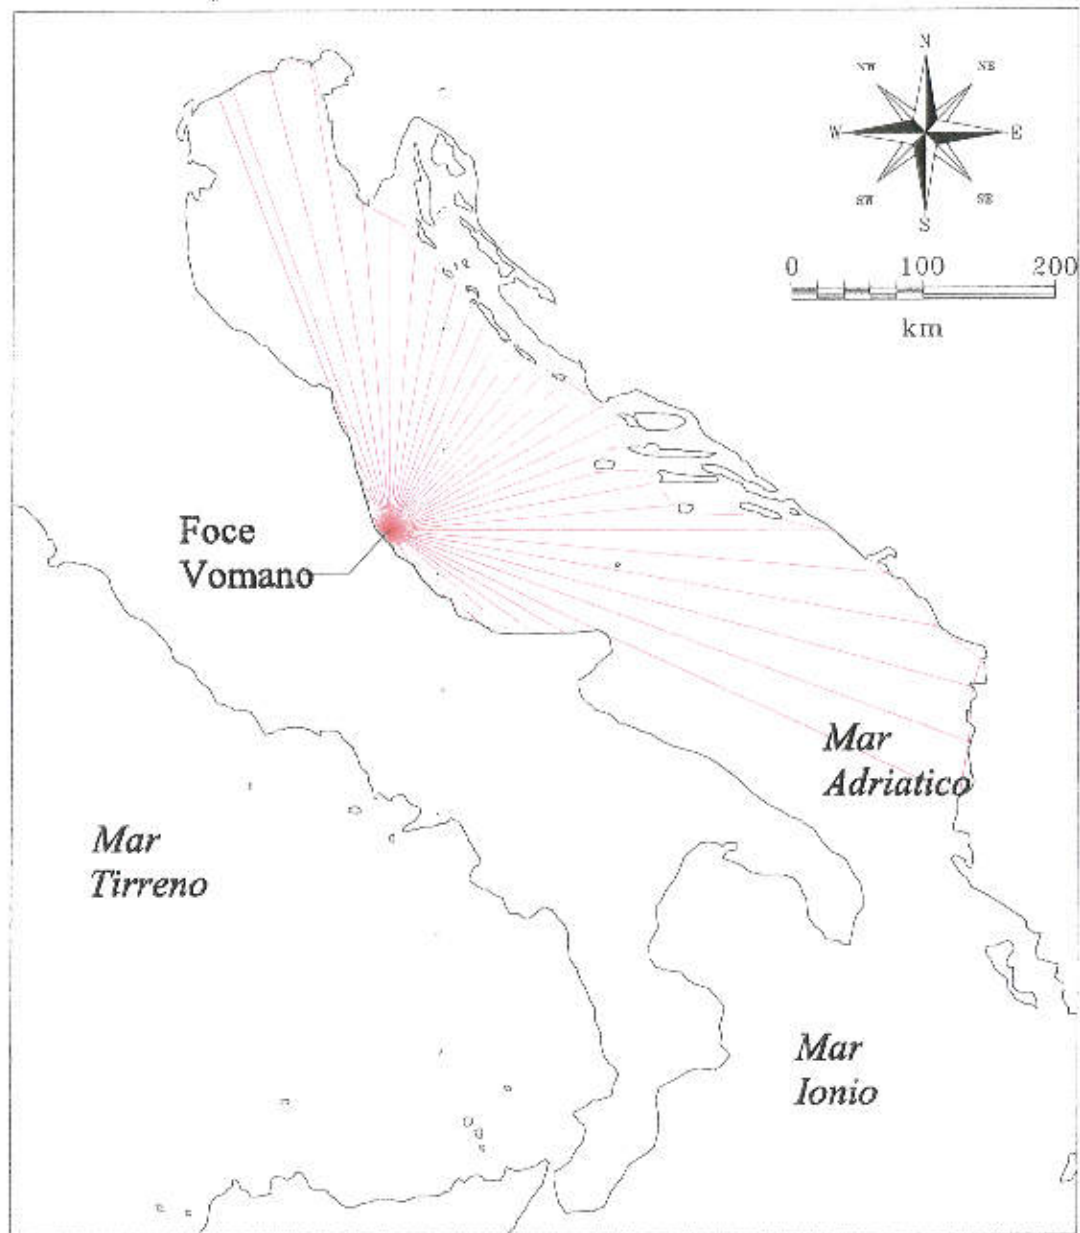 N
NW
NE
W
E
SW
SE
S
0 100 200
km
Foce
Vomano
Mar
Adriatico
Mar
Tirreno
Mar
Ionio